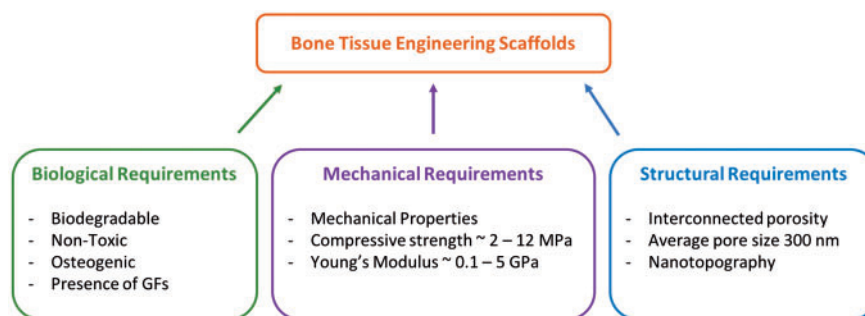 Bone Tissue Engineering Scaffolds
Biological Requirements
- Biodegradable
- Non-Toxic
- Osteogenic
- Presence of GFs
Mechanical Requirements
- Mechanical Properties
- Compressive strength ~ 2 – 12 MPa
- Young's Modulus ~ 0.1 – 5 GPa
Structural Requirements
- Interconnected porosity
- Average pore size 300 nm
- Nanotopography